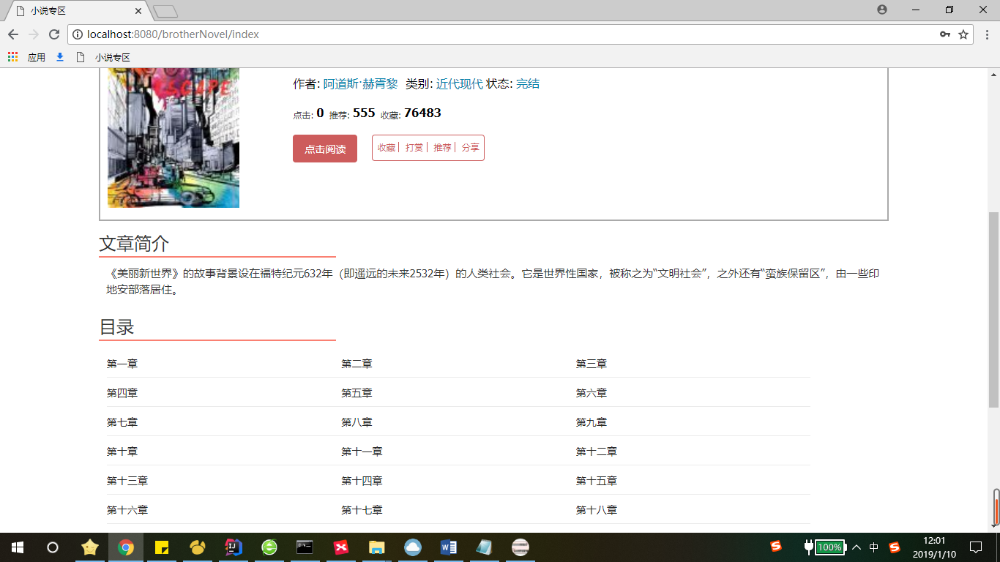 小说专区
localhost:8080/brotherNovel/index
应用 小说专区
SCAPE
作者: 阿道斯·赫胥黎 类别: 近代现代 状态: 完结
点击: 0 推荐: 555 收藏: 76483
点击阅读 收藏| 打赏| 推荐| 分享
文章简介
《美丽新世界》的故事背景设在福特纪元632年（即遥远的未来2532年）的人类社会。它是世界性国家，被称之为“文明社会”，之外还有“蛮族保留区”，由一些印
地安部落居住。
目录
第一章 第二章 第三章
第四章 第五章 第六章
第七章 第八章 第九章
第十章 第十一章 第十二章
第十三章 第十四章 第十五章
第十六章 第十七章 第十八章
100% 中 12:01
2019/1/10